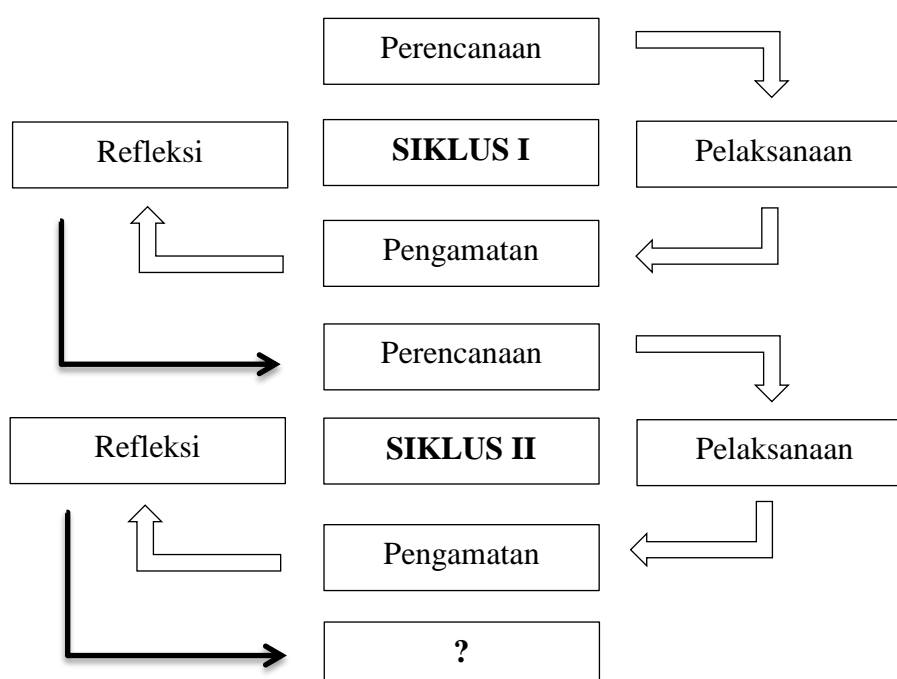 Perencanaan
Refleksi
SIKLUS I
Pelaksanaan
Pengamatan
Perencanaan
Refleksi
SIKLUS II
Pelaksanaan
Pengamatan
?